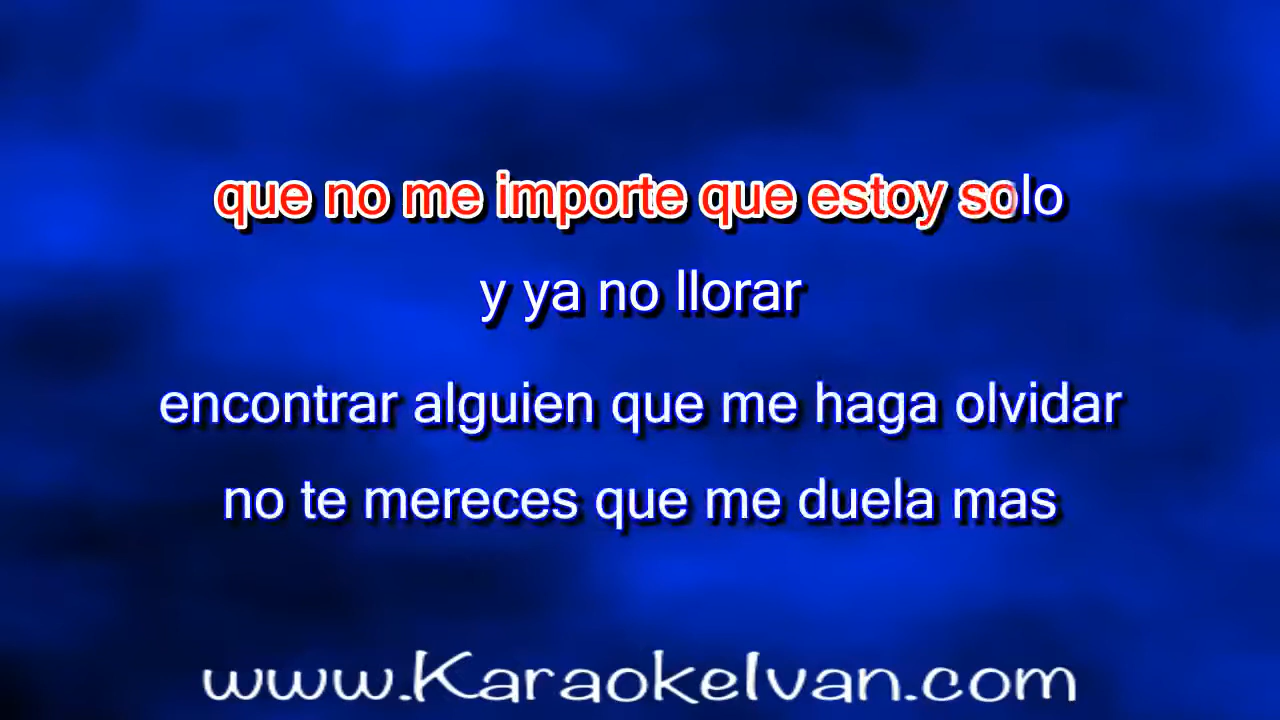 que no me importe que estoy solo
y ya no llorar
encontrar alguien que me haga olvidar
no te mereces que me duela mas
www.KaraokeIvan.com